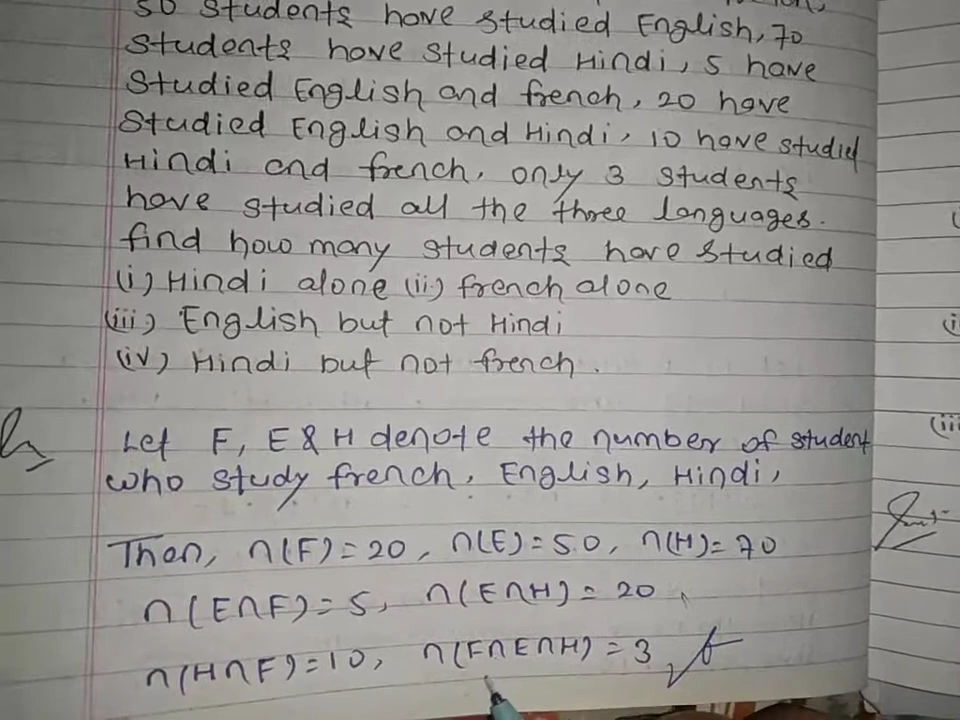 50 students have studied English, 70
students have studied Hindi, 5 have
studied English and french, 20 have
studied English and Hindi, 10 have studied
Hindi and french, only 3 students
have studied all the three languages.
find how many students have studied
(i) Hindi alone (ii) french alone
(iii) English but not Hindi
(iv) Hindi but not french.
Let F, E & H denote the number of student
who study french, English, Hindi,
Then, n(F)=20, n(E)=50, n(H)=70
n(E∩F)=5, n(E∩H)=20
n(H∩F)=10, n(F∩E∩H)=3
(i
(iii